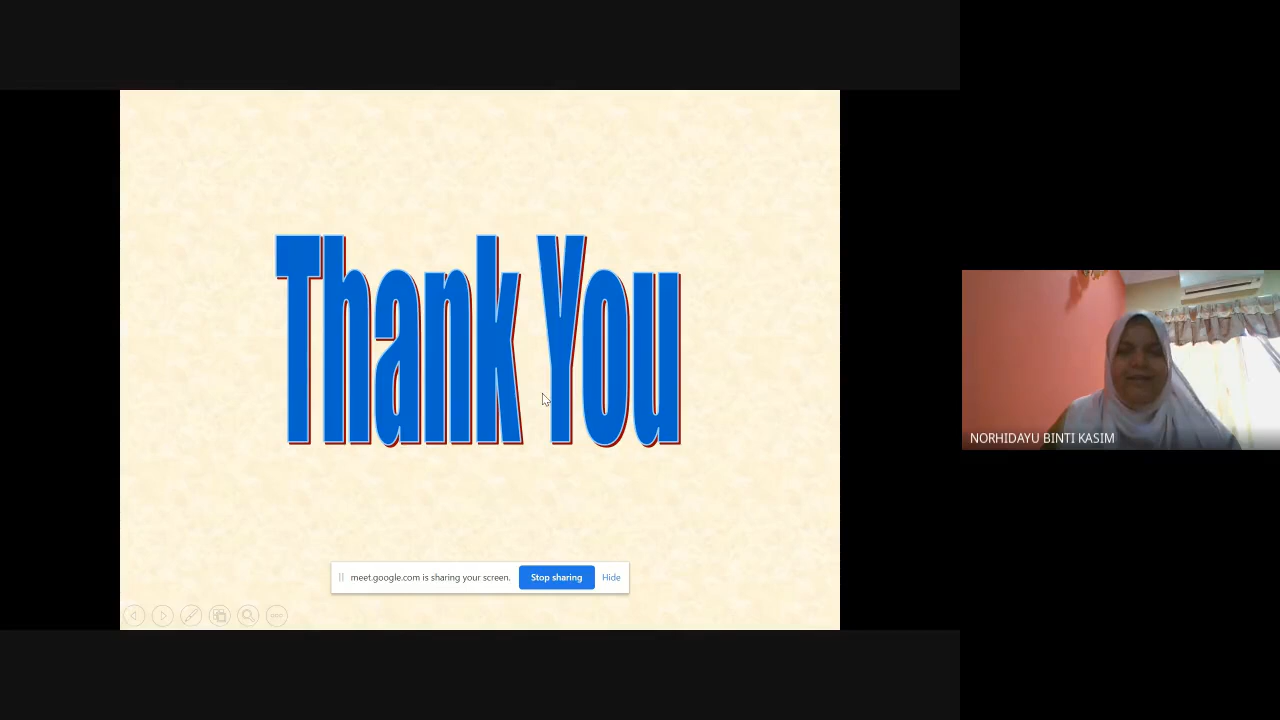 Thank You
meet.google.com is sharing your screen. Stop sharing Hide
NORHIDAYU BINTI KASIM